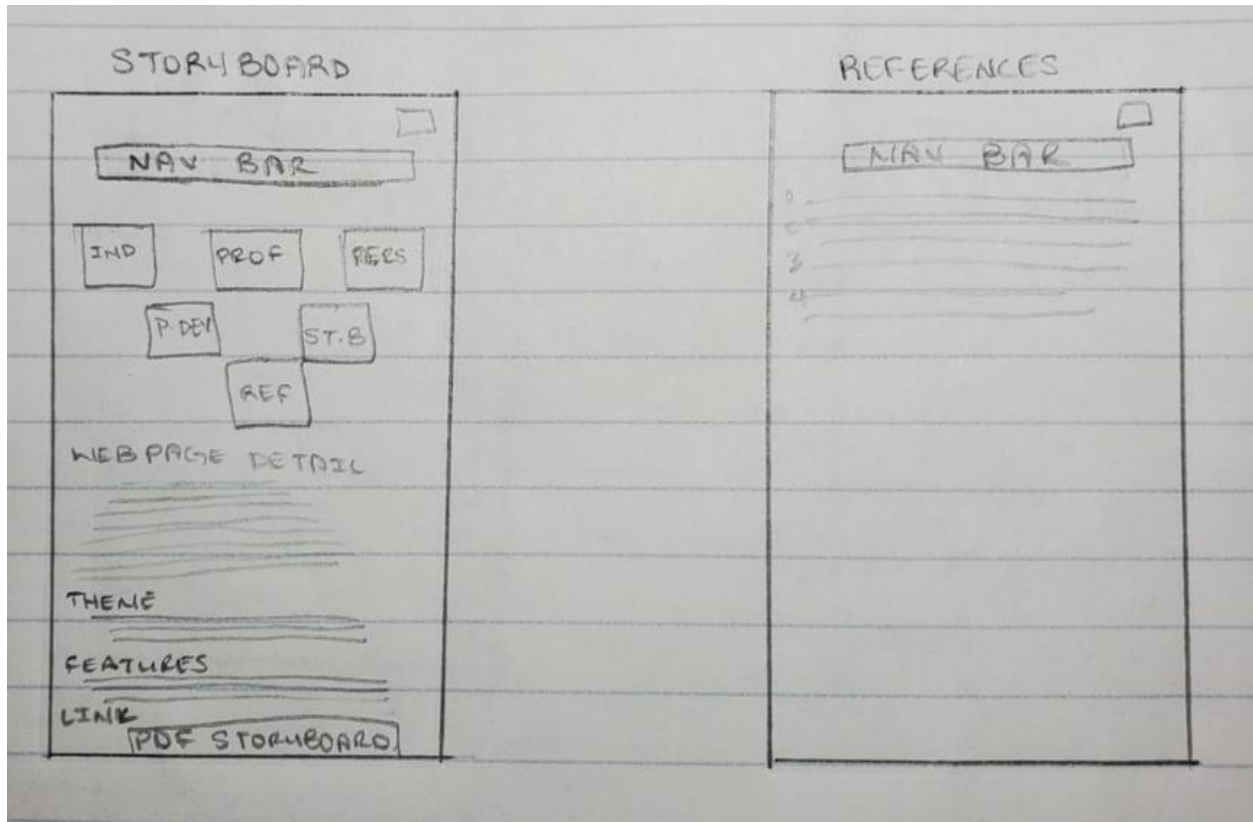 STORYBOARD
NAV BAR
IND PROF PERS
P. DEV ST.B
REF
WEBPAGE DETAIL
THEME
FEATURES
LINK
PDF STORYBOARD
REFERENCES
NAV BAR
3
4